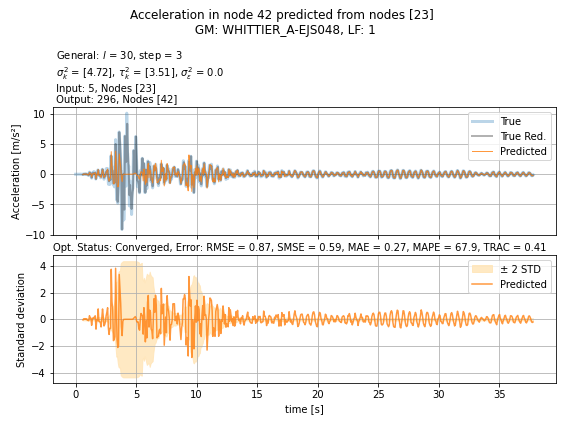 Acceleration in node 42 predicted from nodes [23]
GM: WHITTIER_A-EJS048, LF: 1
General: l = 30, step = 3
σ²ₖ = [4.72], τ²ₖ = [3.51], σ²ε = 0.0
Input: 5, Nodes [23]
Output: 296, Nodes [42]
10
5
0
−5
−10
Acceleration [m/s²]
True
True Red.
Predicted
Opt. Status: Converged, Error: RMSE = 0.87, SMSE = 0.59, MAE = 0.27, MAPE = 67.9, TRAC = 0.41
4
2
0
−2
−4
Standard deviation
± 2 STD
Predicted
0 5 10 15 20 25 30 35
time [s]